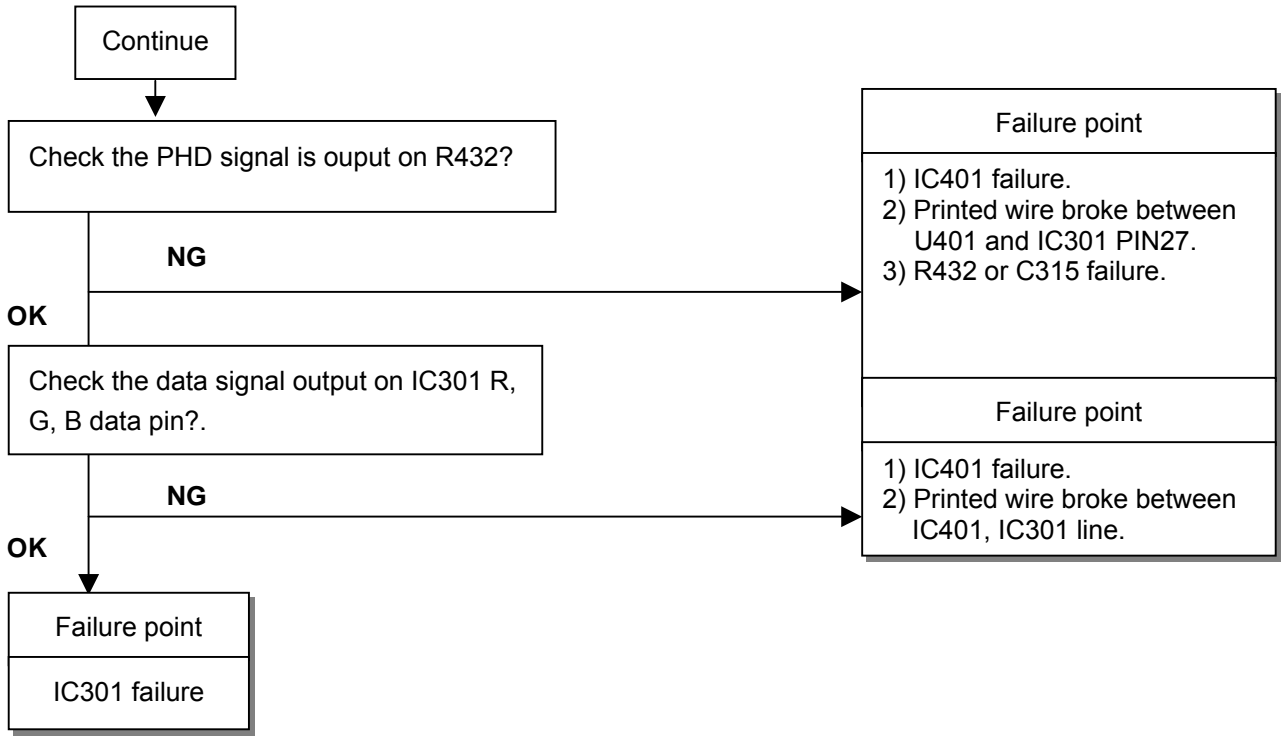 Continue
Check the PHD signal is ouput on R432?
NG
OK
Failure point
1) IC401 failure.
2) Printed wire broke between
U401 and IC301 PIN27.
3) R432 or C315 failure.
Check the data signal output on IC301 R,
G, B data pin?.
NG
OK
Failure point
1) IC401 failure.
2) Printed wire broke between
IC401, IC301 line.
Failure point
IC301 failure